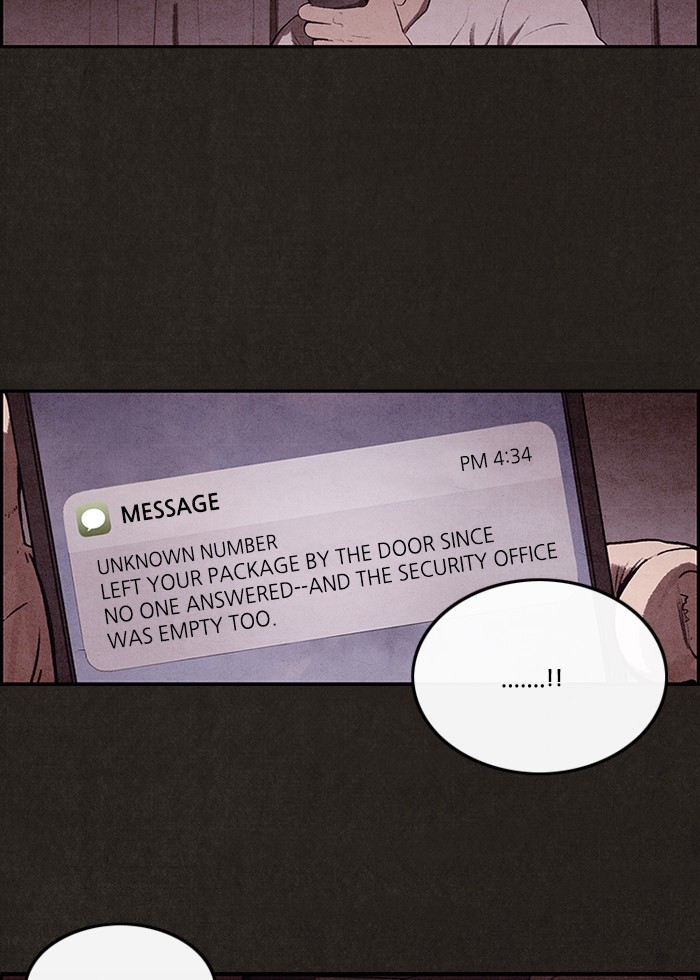 PM 4:34
MESSAGE
UNKNOWN NUMBER
LEFT YOUR PACKAGE BY THE DOOR SINCE
NO ONE ANSWERED--AND THE SECURITY OFFICE
WAS EMPTY TOO.
.......!!